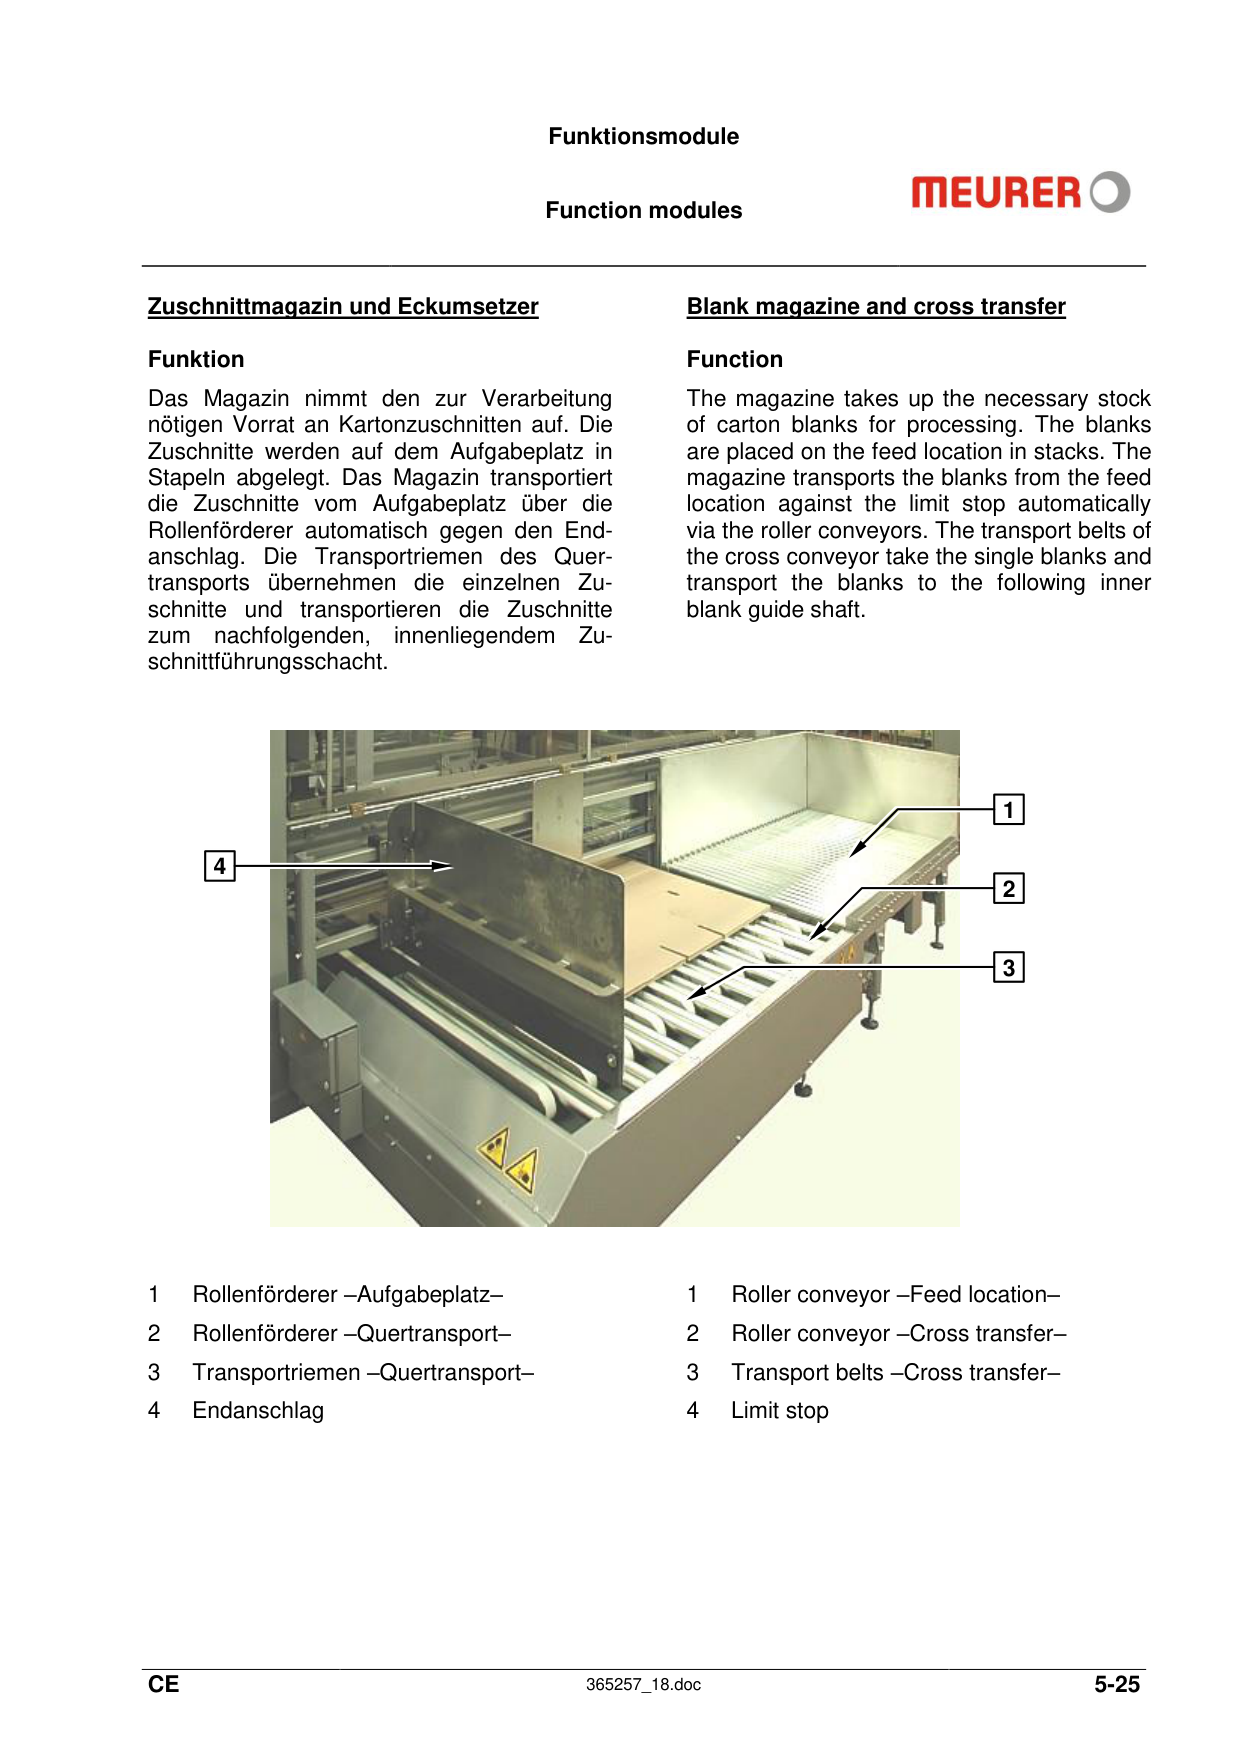 Funktionsmodule
Function modules
MEURER
Zuschnittmagazin und Eckumsetzer
Funktion
Das Magazin nimmt den zur Verarbeitung
nötigen Vorrat an Kartonzuschnitten auf. Die
Zuschnitte werden auf dem Aufgabeplatz in
Stapeln abgelegt. Das Magazin transportiert
die Zuschnitte vom Aufgabeplatz über die
Rollenförderer automatisch gegen den End-
anschlag. Die Transportriemen des Quer-
transports übernehmen die einzelnen Zu-
schnitte und transportieren die Zuschnitte
zum nachfolgenden, innenliegendem Zu-
schnittführungsschacht.
Blank magazine and cross transfer
Function
The magazine takes up the necessary stock
of carton blanks for processing. The blanks
are placed on the feed location in stacks. The
magazine transports the blanks from the feed
location against the limit stop automatically
via the roller conveyors. The transport belts of
the cross conveyor take the single blanks and
transport the blanks to the following inner
blank guide shaft.
1
4
2
3
1 Rollenförderer –Aufgabeplatz–
2 Rollenförderer –Quertransport–
3 Transportriemen –Quertransport–
4 Endanschlag
1 Roller conveyor –Feed location–
2 Roller conveyor –Cross transfer–
3 Transport belts –Cross transfer–
4 Limit stop
CE
365257_18.doc
5-25